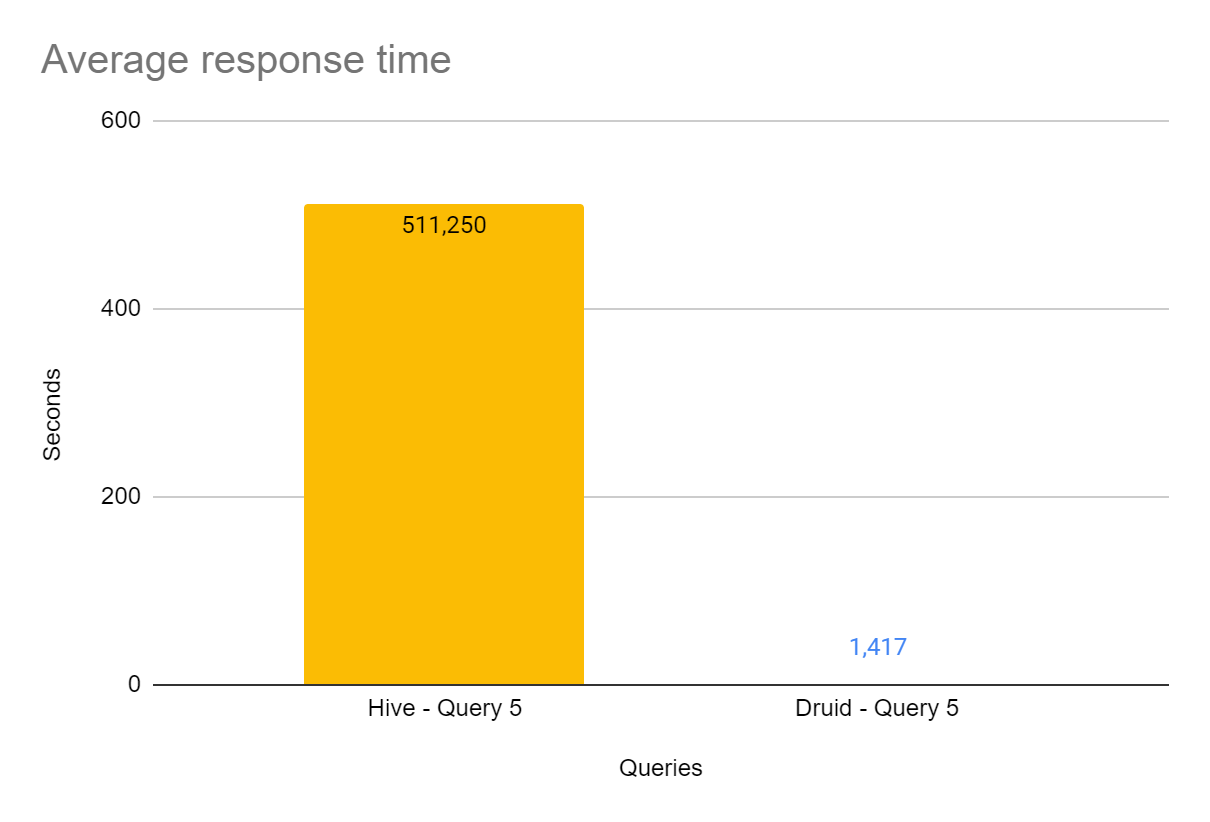 Average response time
600
400
200
0
Seconds
511,250
1,417
Hive - Query 5
Druid - Query 5
Queries